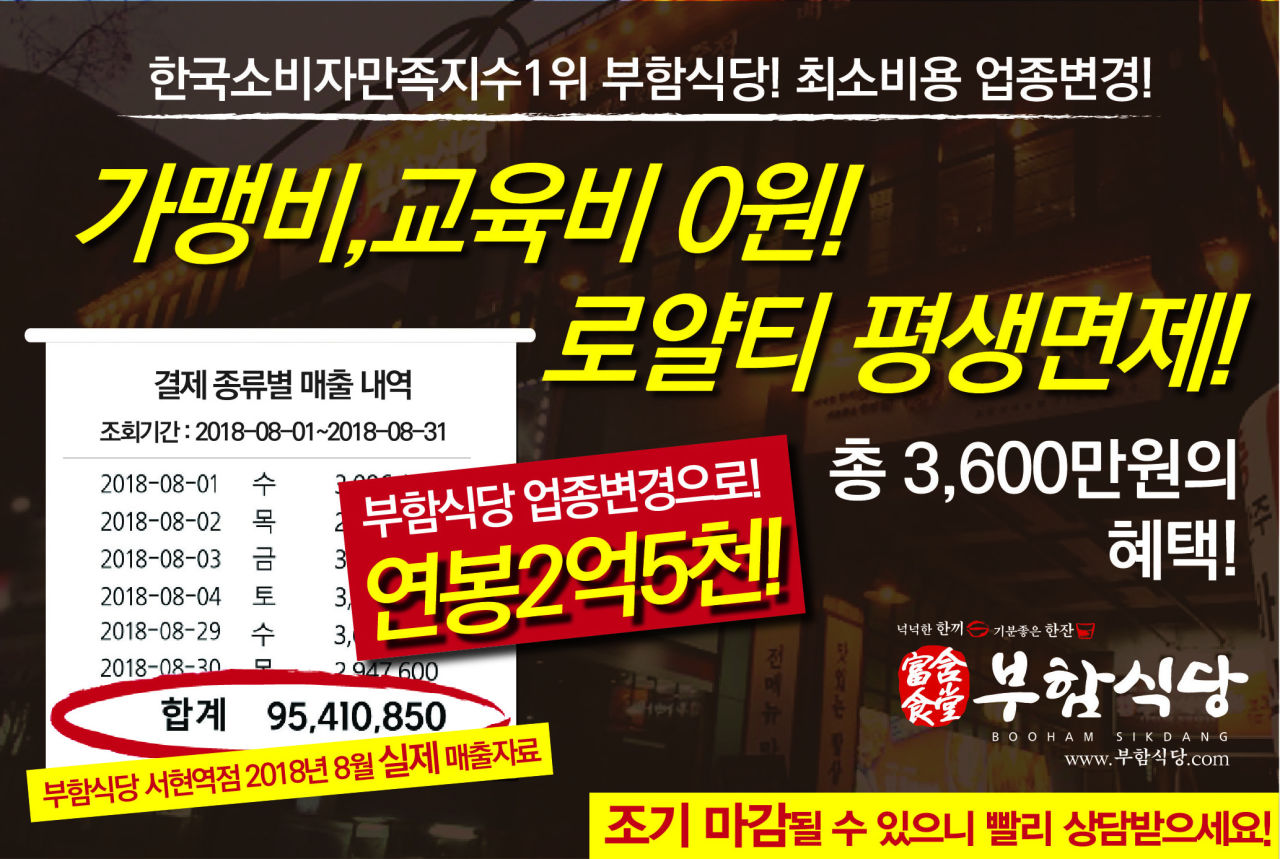 한국소비자만족지수1위 부함식당! 최소비용 업종변경!
가맹비,교육비 0원!
로얄티 평생면제!
총 3,600만원의
혜택!
결제 종류별 매출 내역
조회기간 : 2018-08-01~2018-08-31
2018-08-01 수
2018-08-02 목
2018-08-03 금
2018-08-04 토
2018-08-29 수
2018-08-30 목 2,947,600
합계 95,410,850
부함식당 서현역점 2018년 8월 실제 매출자료
부함식당 업종변경으로!
연봉2억5천!
넉넉한 한끼 기분좋은 한잔
富含食堂 부함식당
BOOHAM SIKDANG
www.부함식당.com
전메뉴
조기 마감될 수 있으니 빨리 상담받으세요!